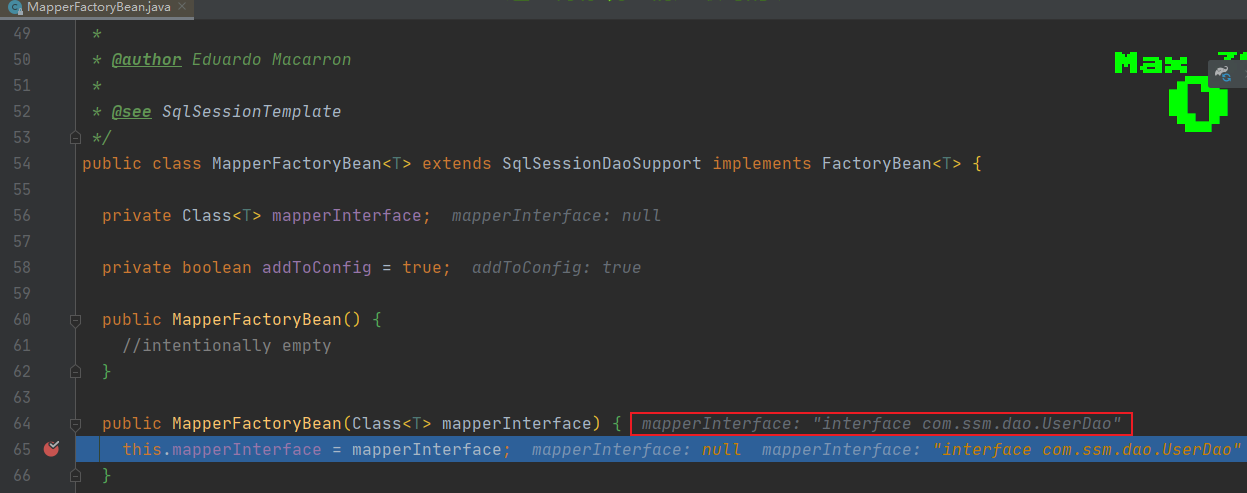 MapperFactoryBean.java
49 *
50 * @author Eduardo Macarron
51 *
52 * @see SqlSessionTemplate
53 */
54 public class MapperFactoryBean<T> extends SqlSessionDaoSupport implements FactoryBean<T> {
55
56 private Class<T> mapperInterface; mapperInterface: null
57
58 private boolean addToConfig = true; addToConfig: true
59
60 public MapperFactoryBean() {
61 //intentionally empty
62 }
63
64 public MapperFactoryBean(Class<T> mapperInterface) { mapperInterface: "interface com.ssm.dao.UserDao"
65 this.mapperInterface = mapperInterface; mapperInterface: null mapperInterface: "interface com.ssm.dao.UserDao"
66 }
Max
0